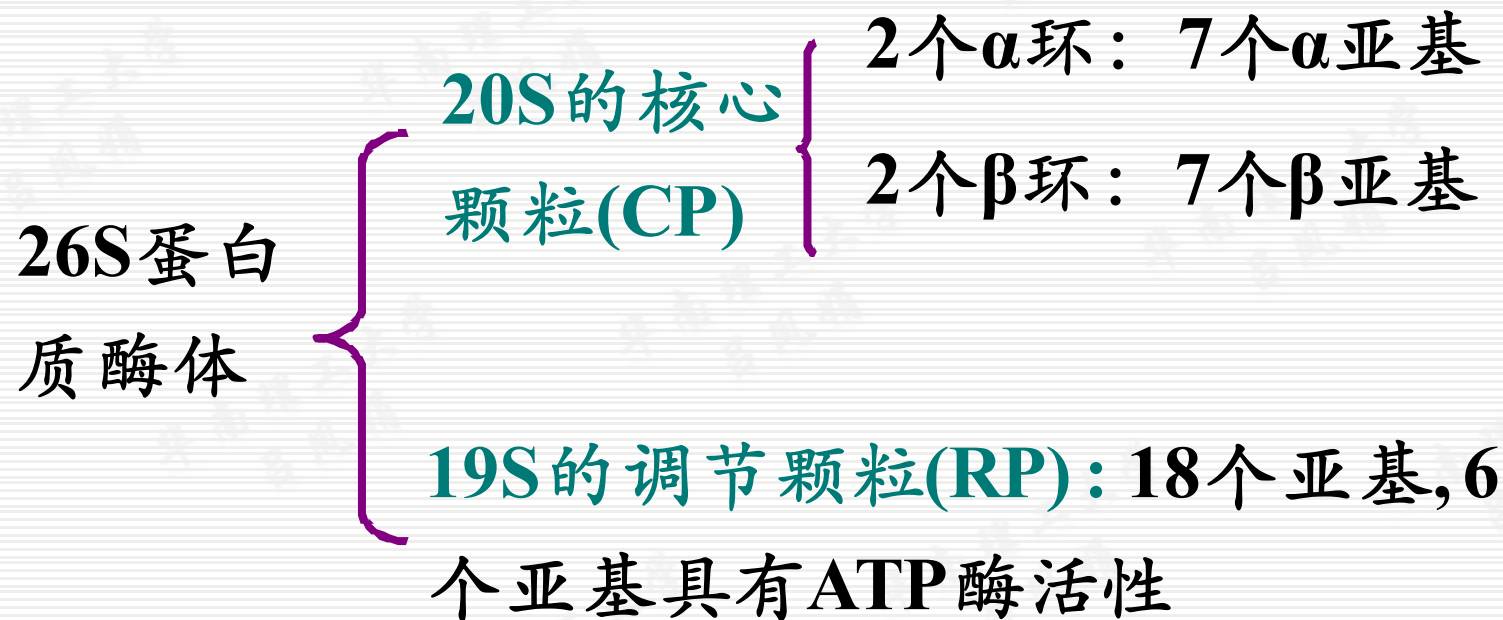 26S蛋白
质酶体
20S的核心
颗粒(CP)
2个α环：7个α亚基
2个β环：7个β亚基
19S的调节颗粒(RP)：18个亚基,6
个亚基具有ATP酶活性